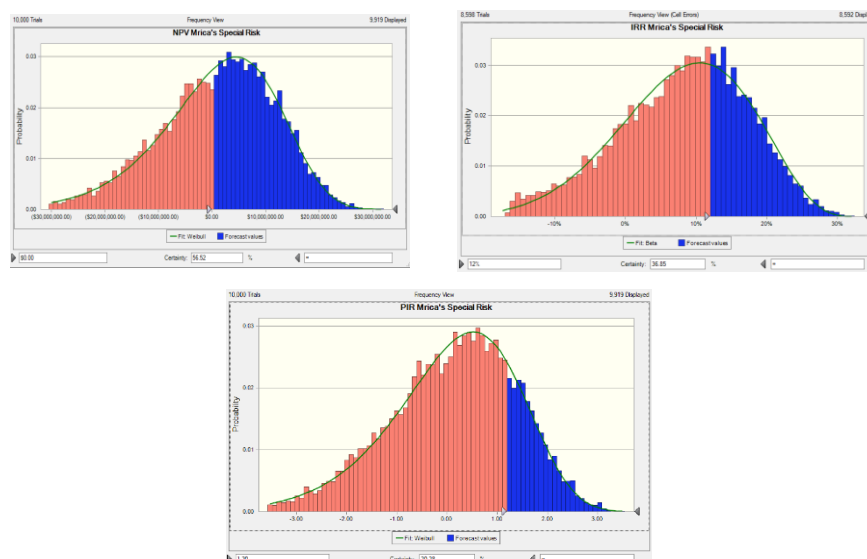 10,000 Trials Frequency View 9,919 Displayed
NPV Mrica's Special Risk
0.03
0.02
0.01
0.00
Probability
($30,000,000.00) ($20,000,000.00) ($10,000,000.00) $0.00 $10,000,000.00 $20,000,000.00 $30,000,000.00
Fit: Weibull Forecast values
$0.00 Certainty: 56.52 %
8,598 Trials Frequency View (Cell Errors) 8,592 Displ
IRR Mrica's Special Risk
0.03
0.02
0.01
0.00
Probability
-10% 0% 10% 20% 30%
Fit: Beta Forecast values
12% Certainty: 36.85 %
10,000 Trials Frequency View 9,919 Displayed
PIR Mrica's Special Risk
0.03
0.02
0.01
0.00
Probability
-3.00 -2.00 -1.00 0.00 1.00 2.00 3.00
Fit: Weibull Forecast values
Certainty: %